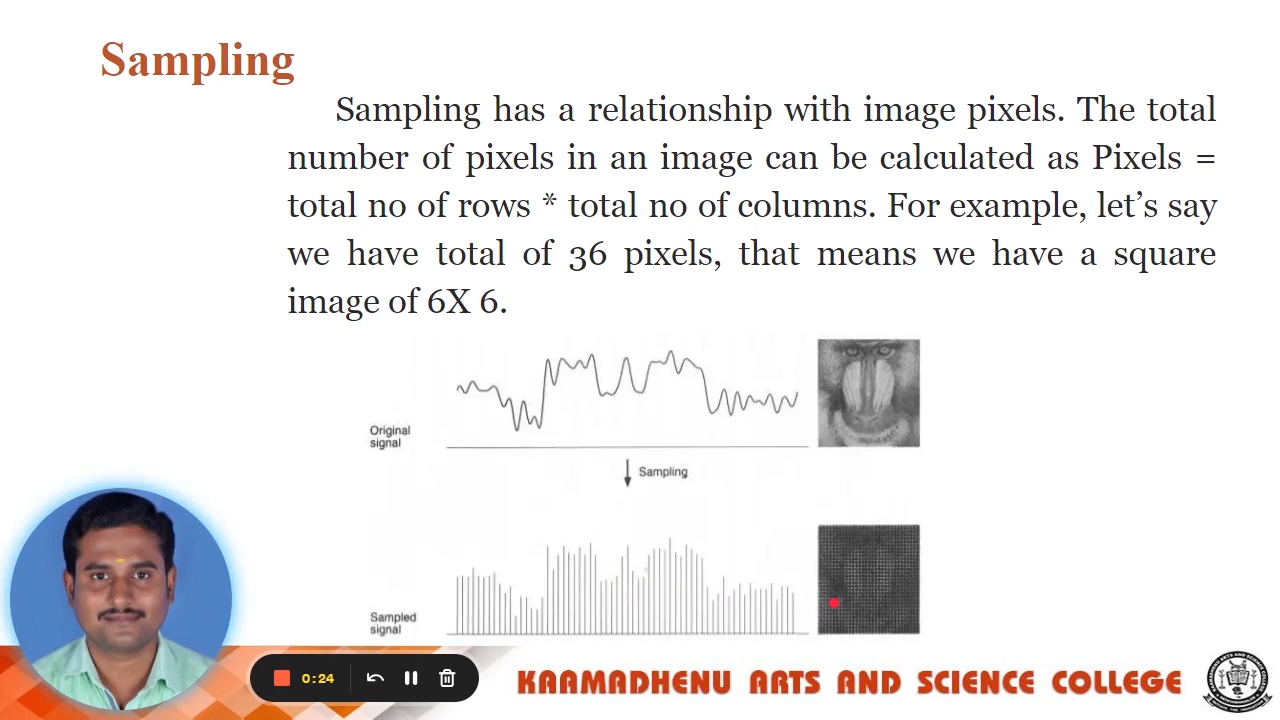 Sampling
Sampling has a relationship with image pixels. The total
number of pixels in an image can be calculated as Pixels =
total no of rows * total no of columns. For example, let’s say
we have total of 36 pixels, that means we have a square
image of 6X 6.
Original
signal
Sampling
Sampled
signal
0:24
KAAMADHENU ARTS AND SCIENCE COLLEGE